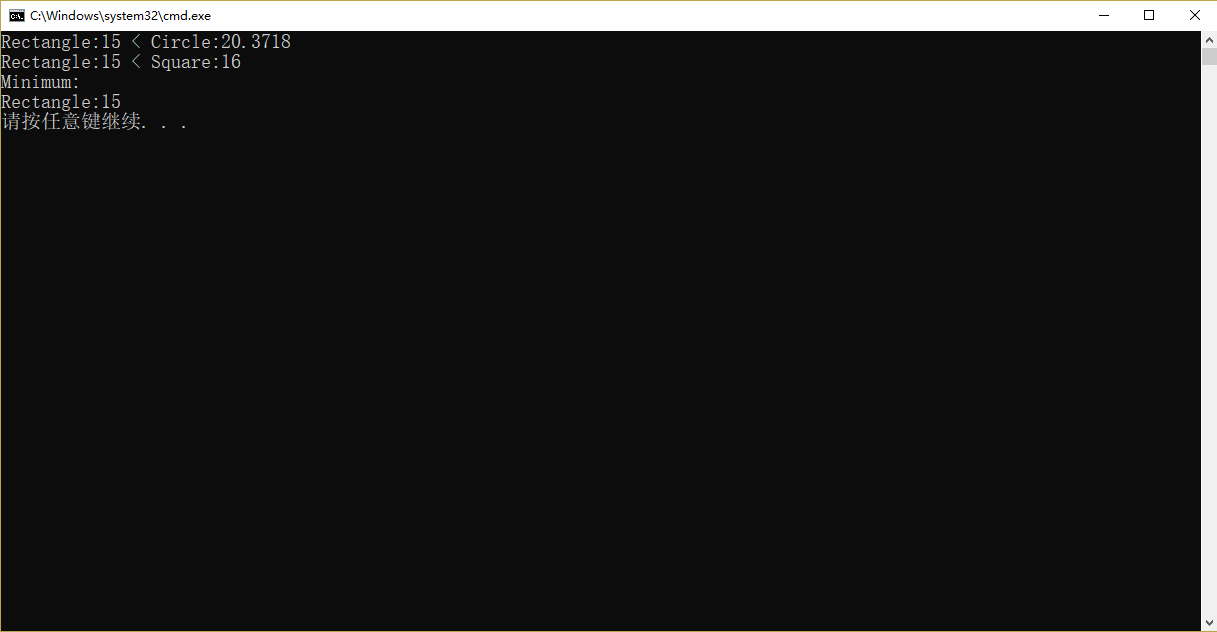 C:\Windows\system32\cmd.exe
Rectangle:15 < Circle:20.3718
Rectangle:15 < Square:16
Minimum:
Rectangle:15
请按任意键继续. . .